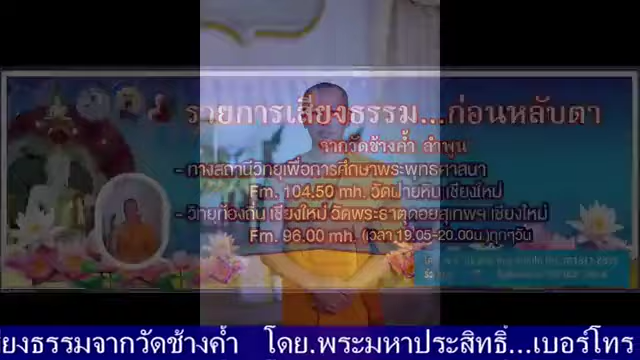 รายการเสียงธรรม...ก่อนหลับตา
จากวัดช้างค้ำ ลำพูน
- ทางสถานีวิทยุเพื่อการศึกษาพระพุทธศาสนา
Fm. 104.50 mh. วัดฝายหิน เชียงใหม่
- วิทยุท้องถิ่น เชียงใหม่ วัดพระธาตุดอยสุเทพฯ เชียงใหม่
Fm. 96.00 mh. (เวลา 19.05-20.00น.)ทุกๆวัน
ียงธรรมจากวัดช้างค้ำ โดย.พระมหาประสิทธิ์...เบอร์โทร